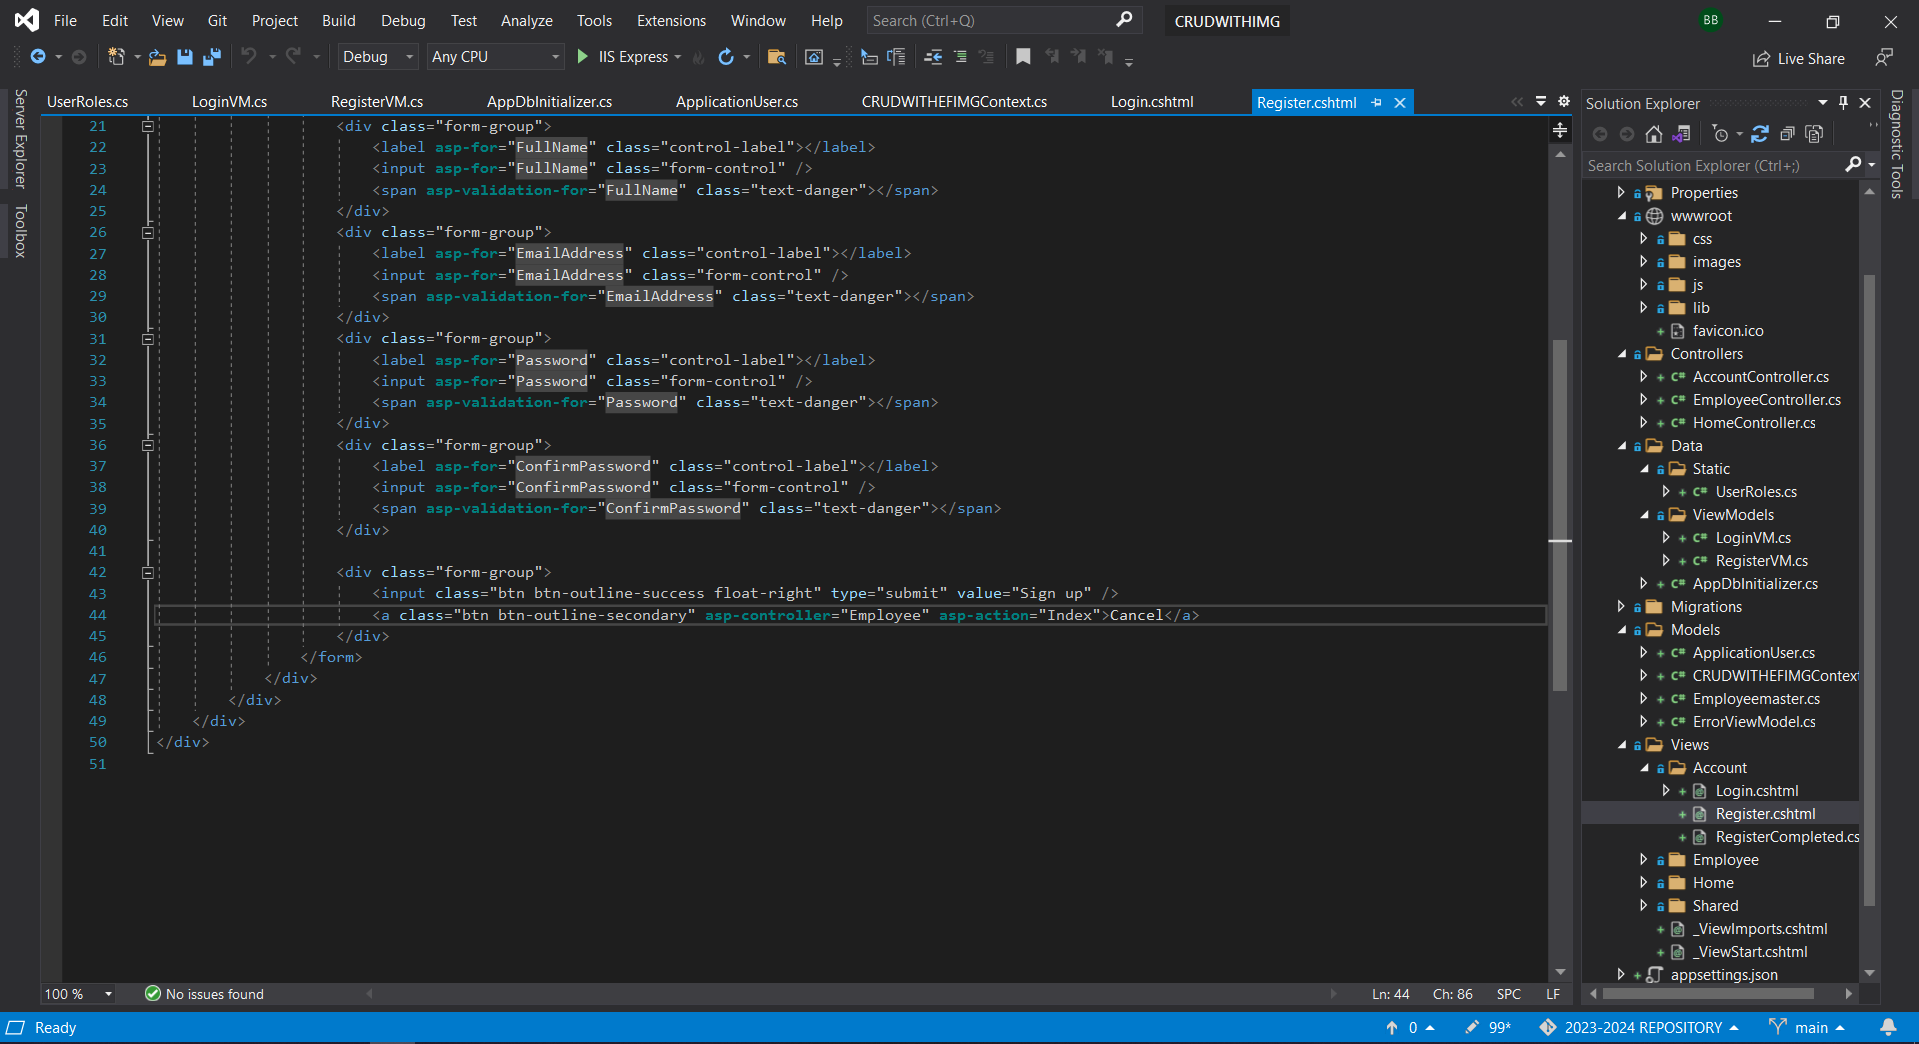 File Edit View Git Project Build Debug Test Analyze Tools Extensions Window Help Search (Ctrl+Q) CRUDWITHIMG BB
Debug Any CPU IIS Express Live Share
UserRoles.cs LoginVM.cs RegisterVM.cs AppDbInitializer.cs ApplicationUser.cs CRUDWITHEFIMGContext.cs Login.cshtml Register.cshtml
Server Explorer
Toolbox
21 <div class="form-group">
22 <label asp-for="FullName" class="control-label"></label>
23 <input asp-for="FullName" class="form-control" />
24 <span asp-validation-for="FullName" class="text-danger"></span>
25 </div>
26 <div class="form-group">
27 <label asp-for="EmailAddress" class="control-label"></label>
28 <input asp-for="EmailAddress" class="form-control" />
29 <span asp-validation-for="EmailAddress" class="text-danger"></span>
30 </div>
31 <div class="form-group">
32 <label asp-for="Password" class="control-label"></label>
33 <input asp-for="Password" class="form-control" />
34 <span asp-validation-for="Password" class="text-danger"></span>
35 </div>
36 <div class="form-group">
37 <label asp-for="ConfirmPassword" class="control-label"></label>
38 <input asp-for="ConfirmPassword" class="form-control" />
39 <span asp-validation-for="ConfirmPassword" class="text-danger"></span>
40 </div>
41
42 <div class="form-group">
43 <input class="btn btn-outline-success float-right" type="submit" value="Sign up" />
44 <a class="btn btn-outline-secondary" asp-controller="Employee" asp-action="Index">Cancel</a>
45 </div>
46 </form>
47 </div>
48 </div>
49 </div>
50 </div>
51
100 % No issues found Ln: 44 Ch: 86 SPC LF
Solution Explorer
Search Solution Explorer (Ctrl+;)
Properties
wwwroot
css
images
js
lib
favicon.ico
Controllers
C# AccountController.cs
C# EmployeeController.cs
C# HomeController.cs
Data
Static
C# UserRoles.cs
ViewModels
C# LoginVM.cs
C# RegisterVM.cs
C# AppDbInitializer.cs
Migrations
Models
C# ApplicationUser.cs
C# CRUDWITHEFIMGContext
C# Employeemaster.cs
C# ErrorViewModel.cs
Views
Account
Login.cshtml
Register.cshtml
RegisterCompleted.cs
Employee
Home
Shared
_ViewImports.cshtml
_ViewStart.cshtml
appsettings.json
Diagnostic Tools
Ready 0 99* 2023-2024 REPOSITORY main